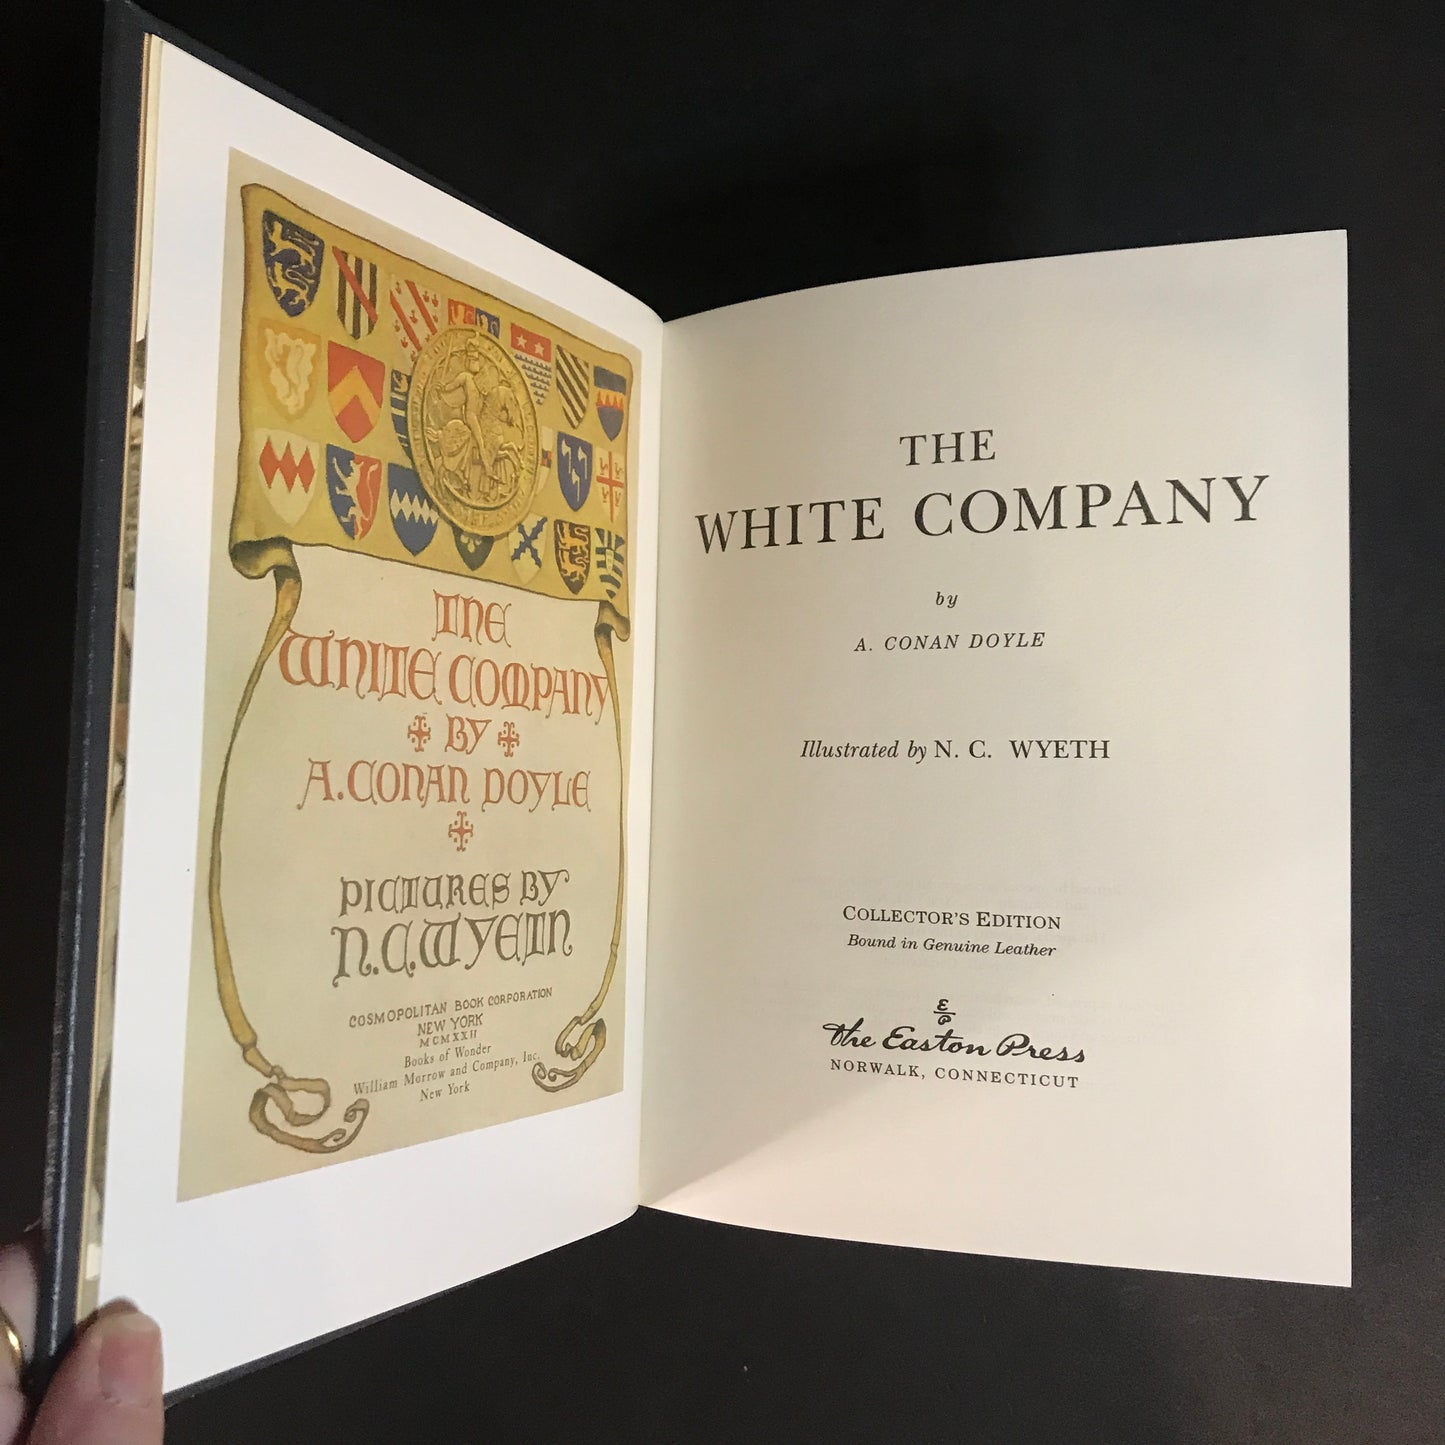 THE
WHITE COMPANY
BY
A. CONAN DOYLE
PICTURES BY
N.C. WYETH
COSMOPOLITAN BOOK CORPORATION
NEW YORK
MCMXXII
Books of Wonder
William Morrow and Company, Inc.
New York
THE
WHITE COMPANY
by
A. CONAN DOYLE
Illustrated by N. C. WYETH
COLLECTOR'S EDITION
Bound in Genuine Leather
E
P
The Easton Press
NORWALK, CONNECTICUT